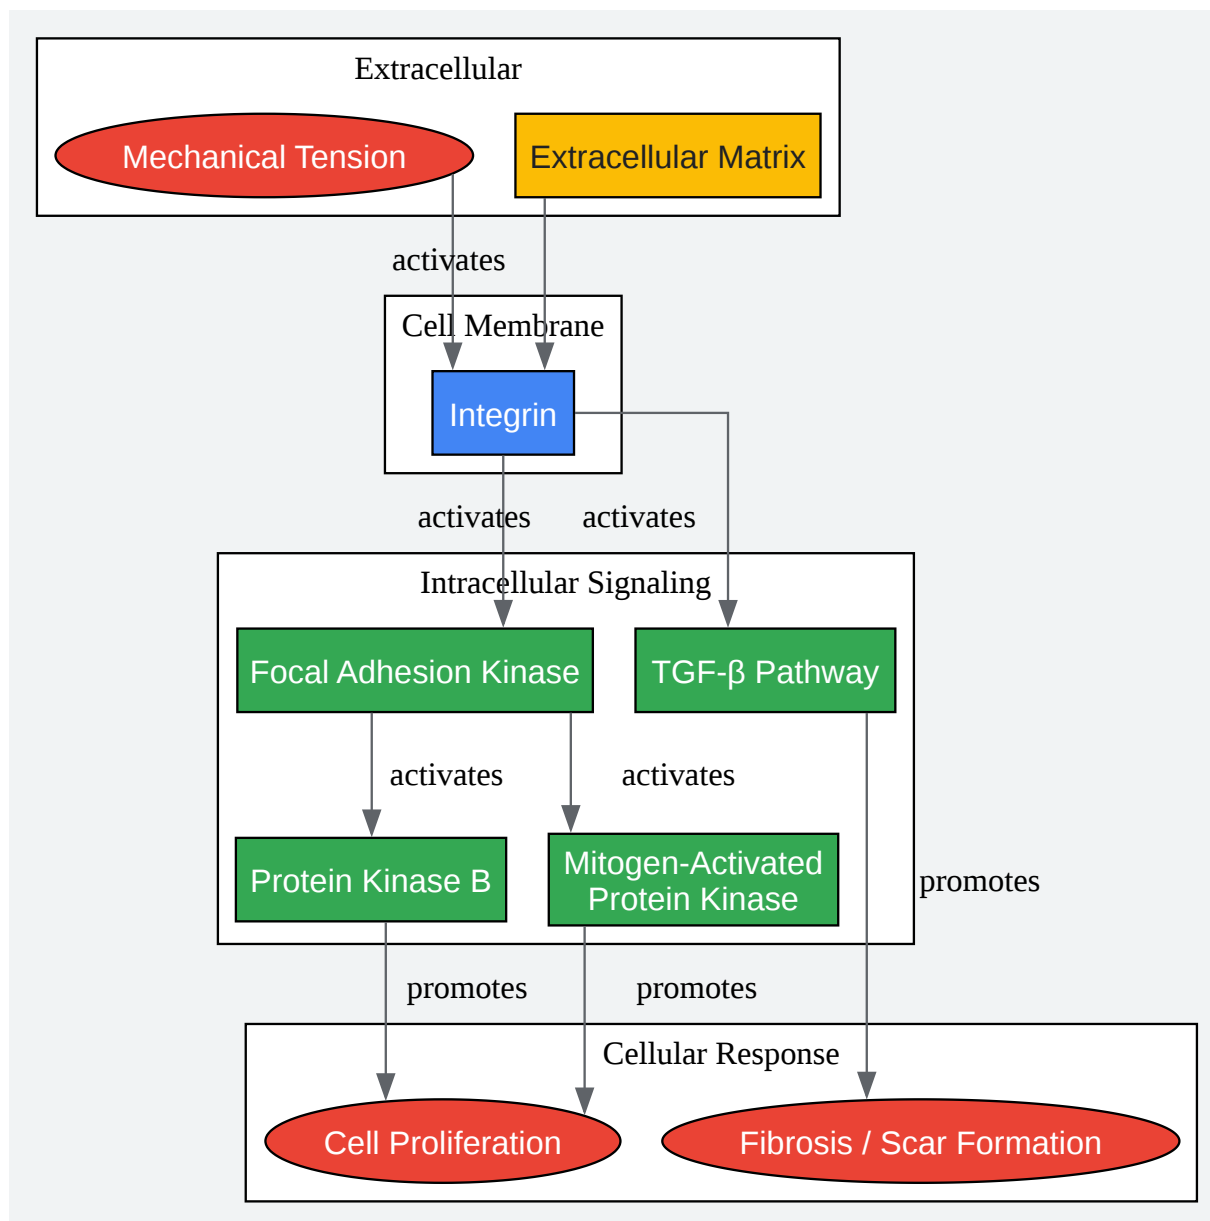 Extracellular
Mechanical Tension
Extracellular Matrix
activates
Cell Membrane
Integrin
activates
activates
Intracellular Signaling
Focal Adhesion Kinase
TGF-β Pathway
activates
activates
Protein Kinase B
Mitogen-Activated
Protein Kinase
promotes
promotes
promotes
Cellular Response
Cell Proliferation
Fibrosis / Scar Formation